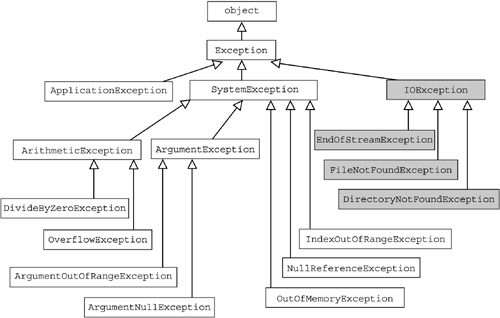 object
Exception
ApplicationException
SystemException
IOException
ArithmeticException
ArgumentException
EndOfStreamException
FileNotFoundException
DirectoryNotFoundException
DivideByZeroException
OverflowException
IndexOutOfRangeException
ArgumentOutOfRangeException
NullReferenceException
ArgumentNullException
OutOfMemoryException